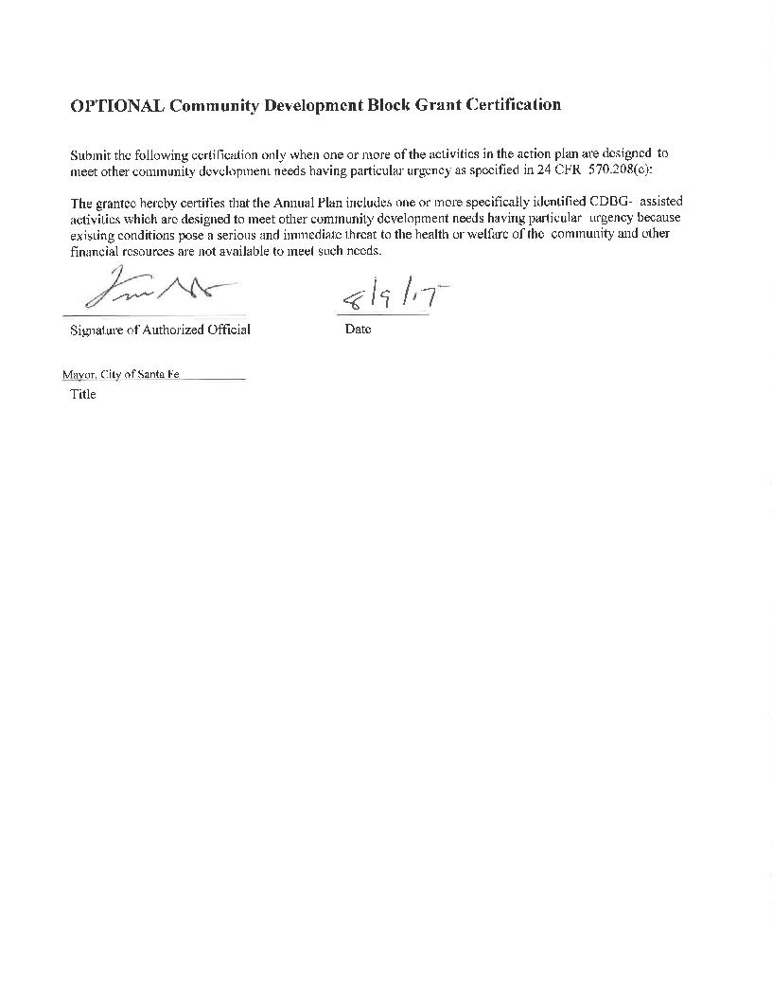 OPTIONAL Community Development Block Grant Certification
Submit the following certification only when one or more of the activities in the action plan are designed to
meet other community development needs having particular urgency as specified in 24 CFR 570.208(c):
The grantee hereby certifies that the Annual Plan includes one or more specifically identified CDBG- assisted
activities which are designed to meet other community development needs having particular urgency because
existing conditions pose a serious and immediate threat to the health or welfare of the community and other
financial resources are not available to meet such needs.
8/9/17
Signature of Authorized Official Date
Mayor, City of Santa Fe
Title